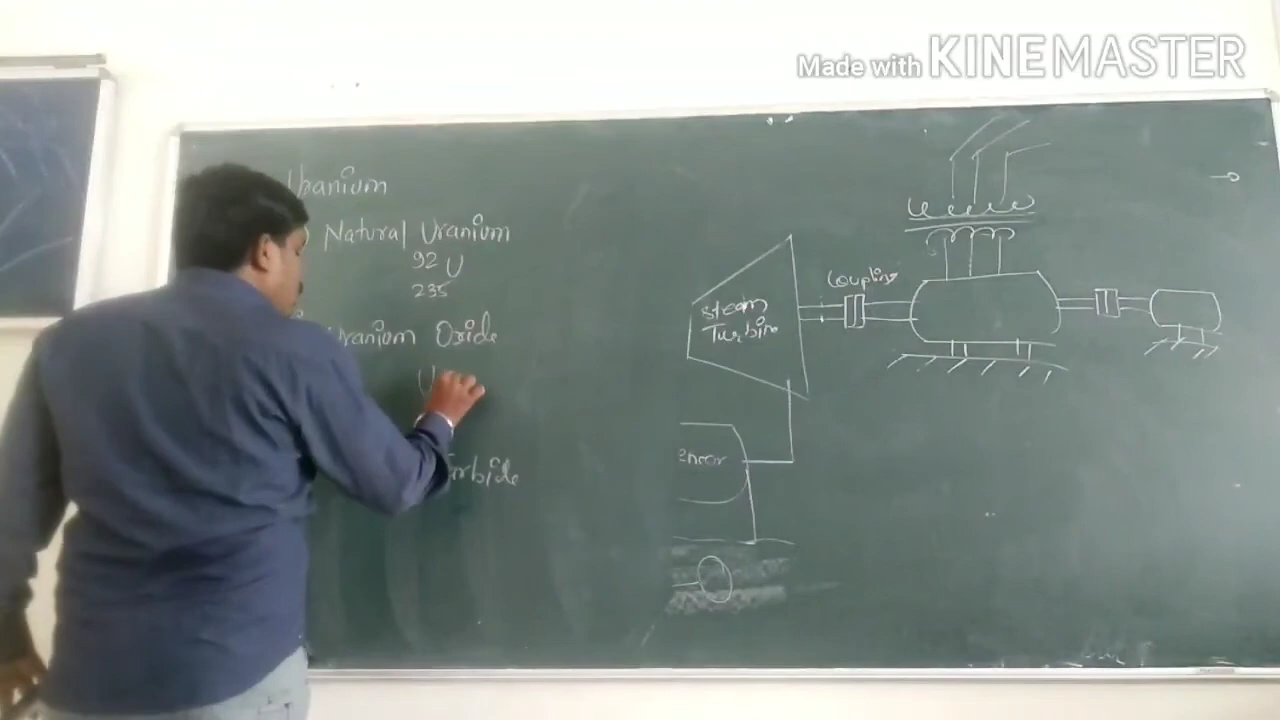 Made with KINEMASTER
Uranium
Natural Uranium
92
U
235
Uranium Oxide
U
Coupling
Steam
Turbine